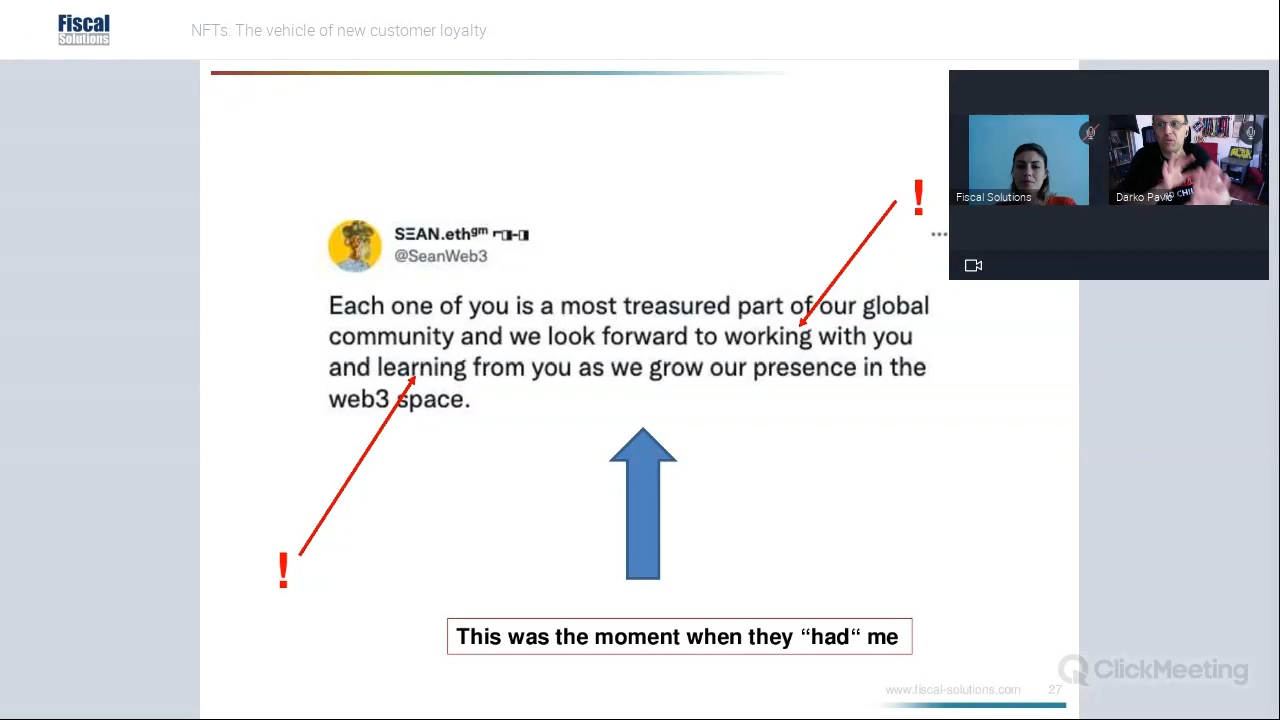 Fiscal
Solutions
NFTs: The vehicle of new customer loyalty
Fiscal Solutions
Darko Pavic
!
SΞAN.ethᵍᵐ
@SeanWeb3
...
Each one of you is a most treasured part of our global
community and we look forward to working with you
and learning from you as we grow our presence in the
web3 space.
!
This was the moment when they “had“ me
www.fiscal-solutions.com 27
ClickMeeting